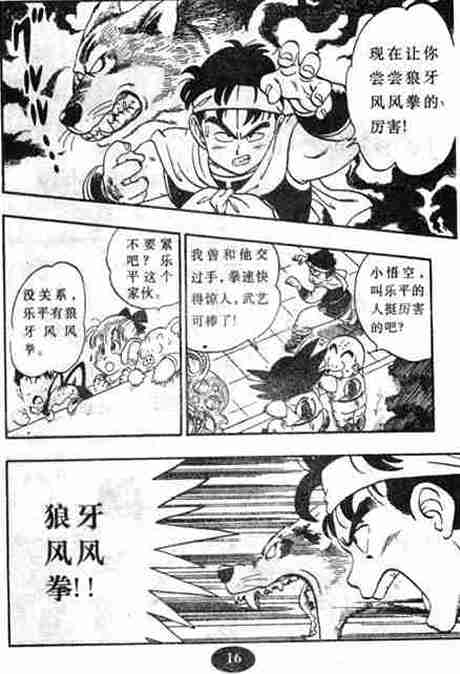 现在让你
尝尝狼牙
风风拳的
厉害!
小悟空,
叫乐平的
人挺厉害
的吧?
我曾和他交
过手,拳速快
得惊人,武艺
可棒了!
不要紧
吧?乐
平这个
家伙。
没关系,
乐平有狼
牙风风
拳。
狼牙
风风
拳!!
16